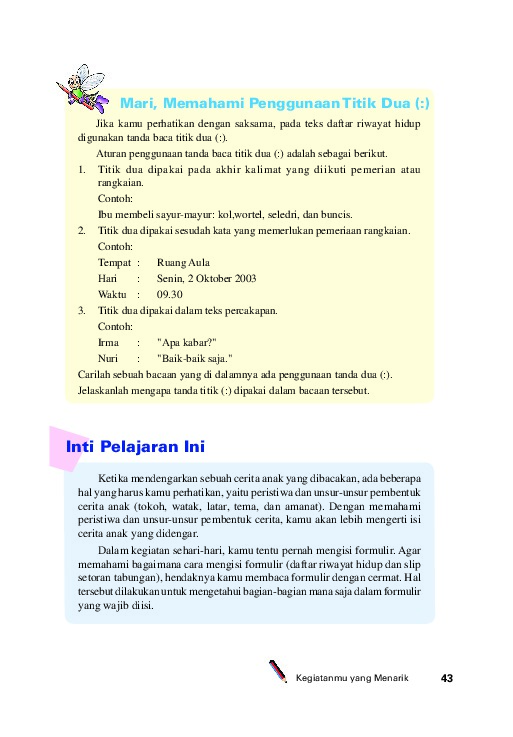 Mari, Memahami Penggunaan Titik Dua (:)
Jika kamu perhatikan dengan saksama, pada teks daftar riwayat hidup
digunakan tanda baca titik dua (:).
Aturan penggunaan tanda baca titik dua (:) adalah sebagai berikut.
1. Titik dua dipakai pada akhir kalimat yang diikuti pemerian atau
rangkaian.
Contoh:
Ibu membeli sayur-mayur: kol,wortel, seledri, dan buncis.
2. Titik dua dipakai sesudah kata yang memerlukan pemeriaan rangkaian.
Contoh:
Tempat : Ruang Aula
Hari : Senin, 2 Oktober 2003
Waktu : 09.30
3. Titik dua dipakai dalam teks percakapan.
Contoh:
Irma : "Apa kabar?"
Nuri : "Baik-baik saja."
Carilah sebuah bacaan yang di dalamnya ada penggunaan tanda dua (:).
Jelaskanlah mengapa tanda titik (:) dipakai dalam bacaan tersebut.
Inti Pelajaran Ini
Ketika mendengarkan sebuah cerita anak yang dibacakan, ada beberapa
hal yang harus kamu perhatikan, yaitu peristiwa dan unsur-unsur pembentuk
cerita anak (tokoh, watak, latar, tema, dan amanat). Dengan memahami
peristiwa dan unsur-unsur pembentuk cerita, kamu akan lebih mengerti isi
cerita anak yang didengar.
Dalam kegiatan sehari-hari, kamu tentu pernah mengisi formulir. Agar
memahami bagaimana cara mengisi formulir (daftar riwayat hidup dan slip
setoran tabungan), hendaknya kamu membaca formulir dengan cermat. Hal
tersebut dilakukan untuk mengetahui bagian-bagian mana saja dalam formulir
yang wajib diisi.
Kegiatanmu yang Menarik 43